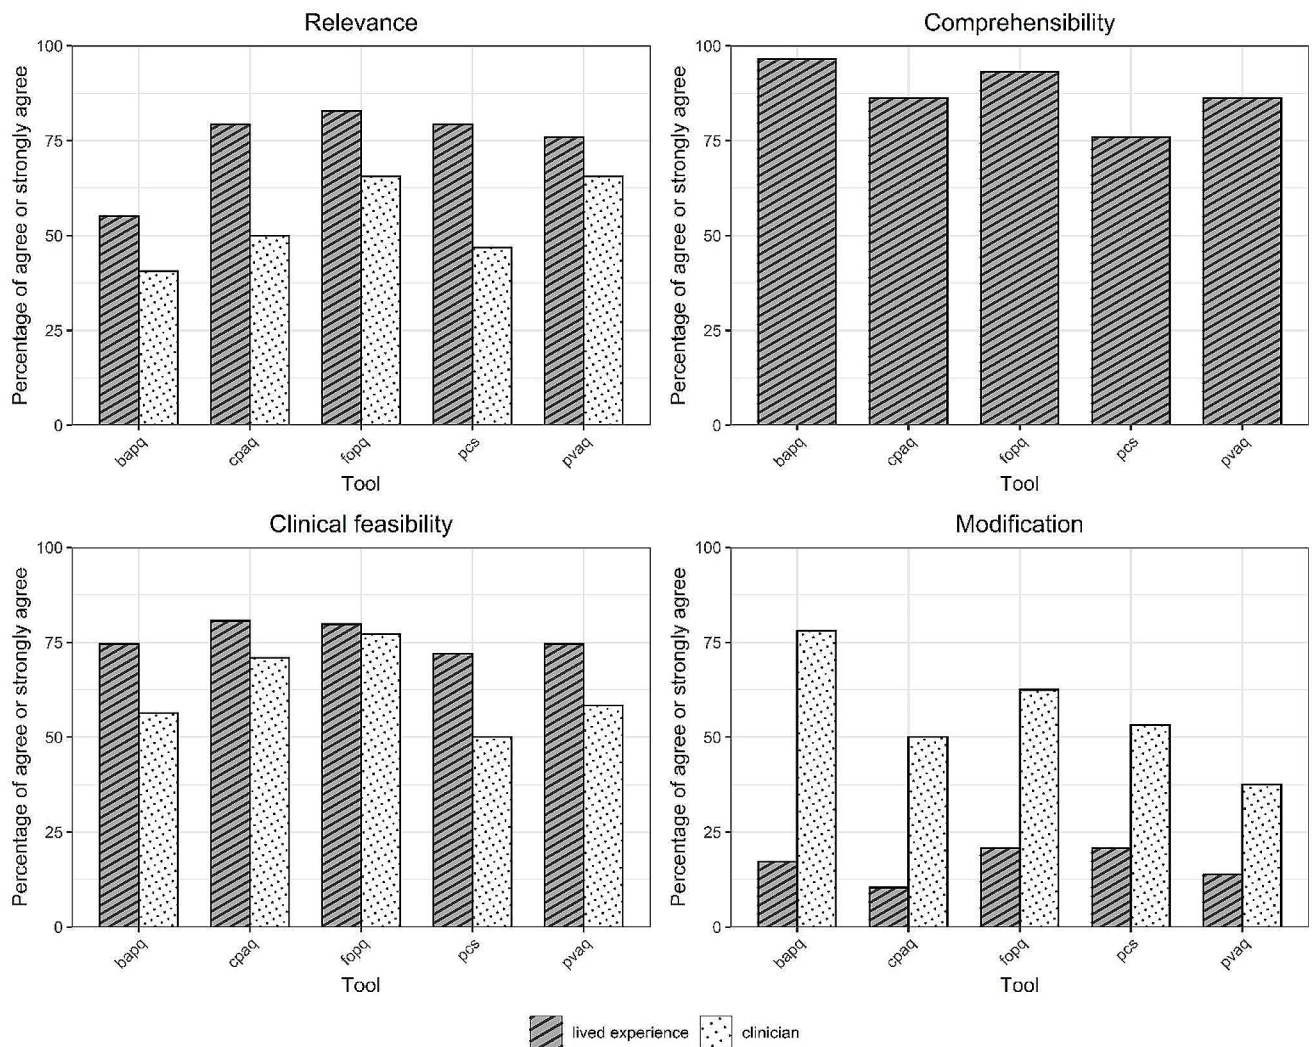 Relevance
Percentage of agree or strongly agree
100
75
50
25
0
bapq
cpaq
fopq
pcs
pvaq
Tool
Comprehensibility
Percentage of agree or strongly agree
100
75
50
25
0
bapq
cpaq
fopq
pcs
pvaq
Tool
Clinical feasibility
Percentage of agree or strongly agree
100
75
50
25
0
bapq
cpaq
fopq
pcs
pvaq
Tool
Modification
Percentage of agree or strongly agree
100
75
50
25
0
bapq
cpaq
fopq
pcs
pvaq
Tool
lived experience
clinician